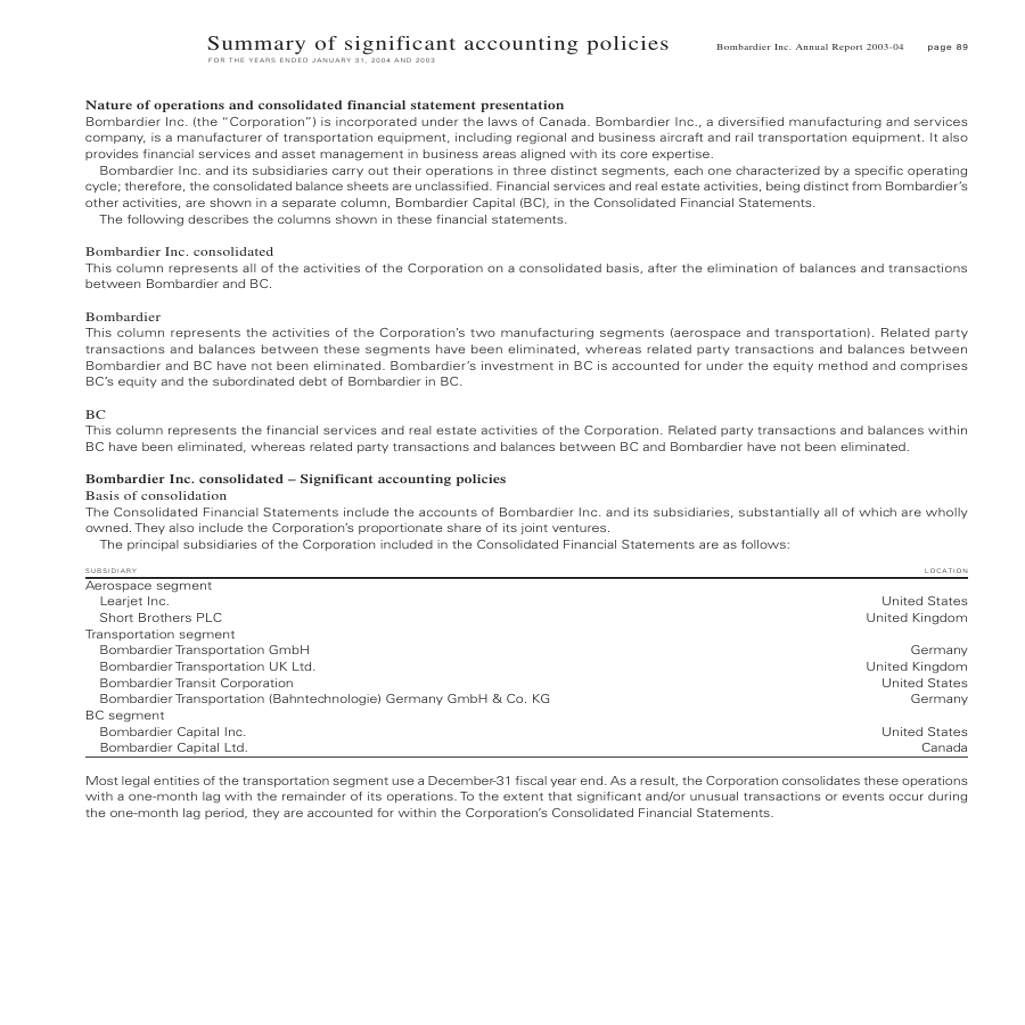 Summary of significant accounting policies
Bombardier Inc. Annual Report 2003-04 page 89
FOR THE YEARS ENDED JANUARY 31, 2004 AND 2003
Nature of operations and consolidated financial statement presentation
Bombardier Inc. (the “Corporation”) is incorporated under the laws of Canada. Bombardier Inc., a diversified manufacturing and services
company, is a manufacturer of transportation equipment, including regional and business aircraft and rail transportation equipment. It also
provides financial services and asset management in business areas aligned with its core expertise.
Bombardier Inc. and its subsidiaries carry out their operations in three distinct segments, each one characterized by a specific operating
cycle; therefore, the consolidated balance sheets are unclassified. Financial services and real estate activities, being distinct from Bombardier’s
other activities, are shown in a separate column, Bombardier Capital (BC), in the Consolidated Financial Statements.
The following describes the columns shown in these financial statements.
Bombardier Inc. consolidated
This column represents all of the activities of the Corporation on a consolidated basis, after the elimination of balances and transactions
between Bombardier and BC.
Bombardier
This column represents the activities of the Corporation’s two manufacturing segments (aerospace and transportation). Related party
transactions and balances between these segments have been eliminated, whereas related party transactions and balances between
Bombardier and BC have not been eliminated. Bombardier’s investment in BC is accounted for under the equity method and comprises
BC’s equity and the subordinated debt of Bombardier in BC.
BC
This column represents the financial services and real estate activities of the Corporation. Related party transactions and balances within
BC have been eliminated, whereas related party transactions and balances between BC and Bombardier have not been eliminated.
Bombardier Inc. consolidated – Significant accounting policies
Basis of consolidation
The Consolidated Financial Statements include the accounts of Bombardier Inc. and its subsidiaries, substantially all of which are wholly
owned. They also include the Corporation’s proportionate share of its joint ventures.
The principal subsidiaries of the Corporation included in the Consolidated Financial Statements are as follows:
SUBSIDIARY LOCATION
Aerospace segment
Learjet Inc. United States
Short Brothers PLC United Kingdom
Transportation segment
Bombardier Transportation GmbH Germany
Bombardier Transportation UK Ltd. United Kingdom
Bombardier Transit Corporation United States
Bombardier Transportation (Bahntechnologie) Germany GmbH & Co. KG Germany
BC segment
Bombardier Capital Inc. United States
Bombardier Capital Ltd. Canada
Most legal entities of the transportation segment use a December-31 fiscal year end. As a result, the Corporation consolidates these operations
with a one-month lag with the remainder of its operations. To the extent that significant and/or unusual transactions or events occur during
the one-month lag period, they are accounted for within the Corporation’s Consolidated Financial Statements.